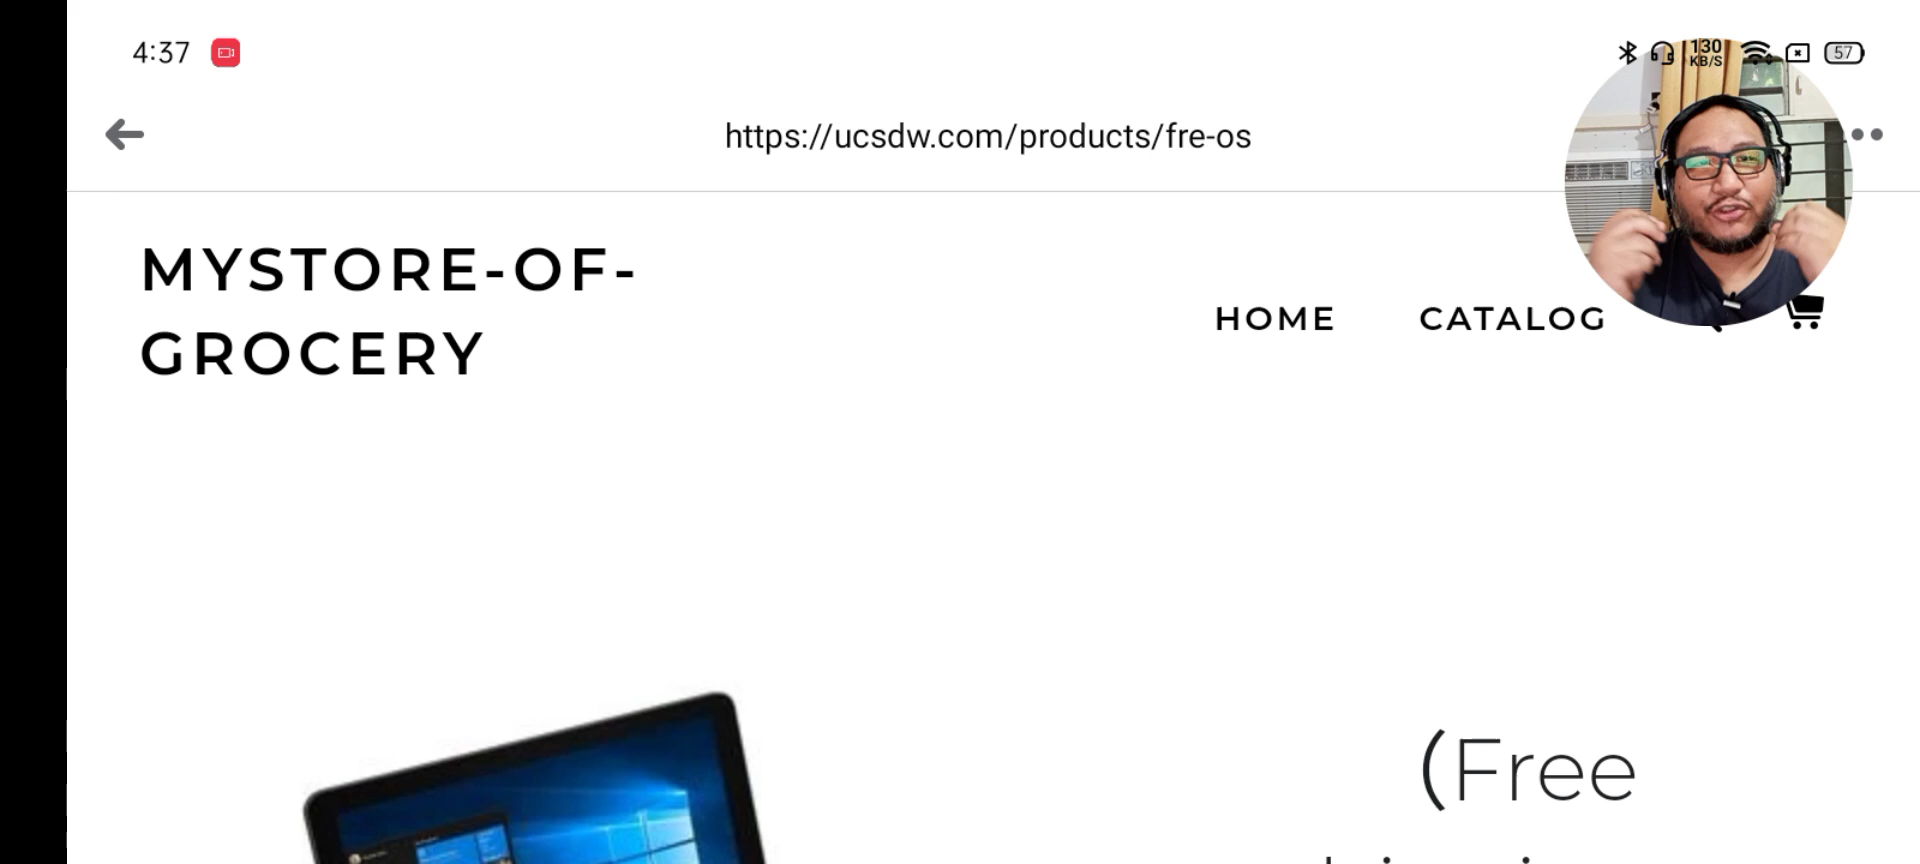 4:37
130
KB/S
57
https://ucsdw.com/products/fre-os
MYSTORE-OF-
GROCERY
HOME CATALOG
(Free